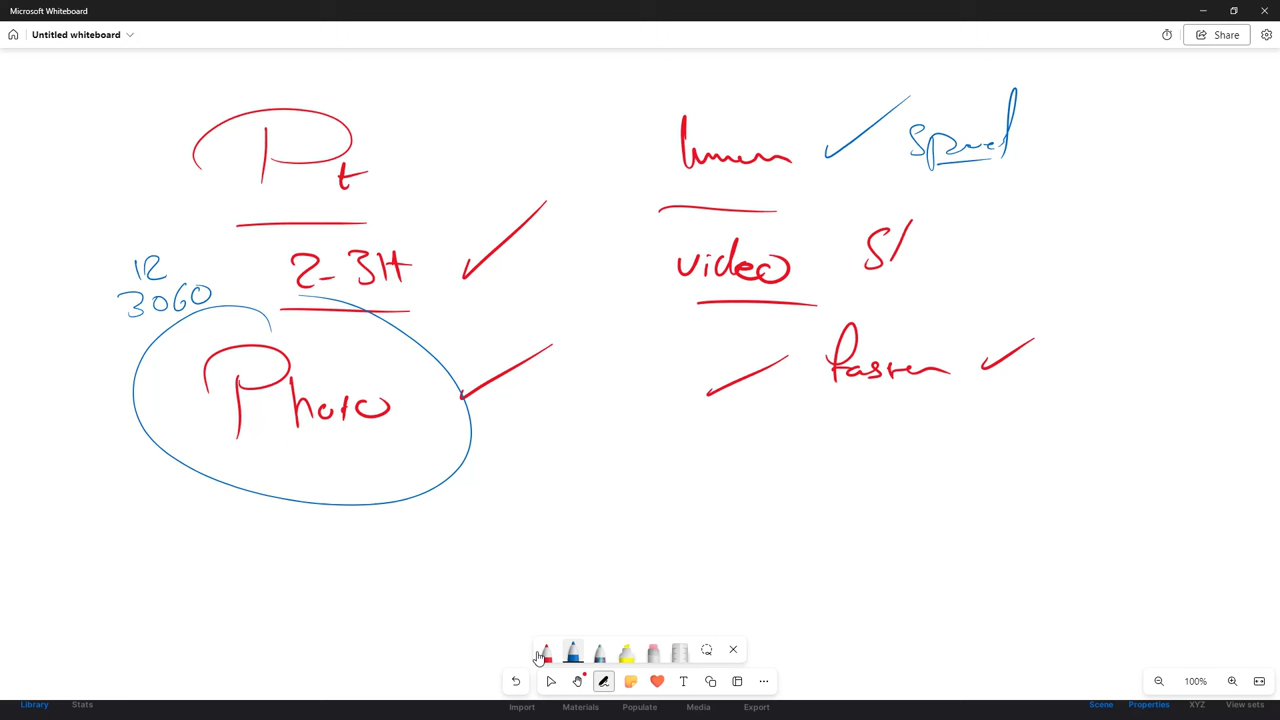 Microsoft Whiteboard
Untitled whiteboard
Share
Pt
2-3H
12
3060
Photo
lumen
speed
video
faster
100%
Library
Stats
Import
Materials
Populate
Media
Export
Scene
Properties
XYZ
View sets